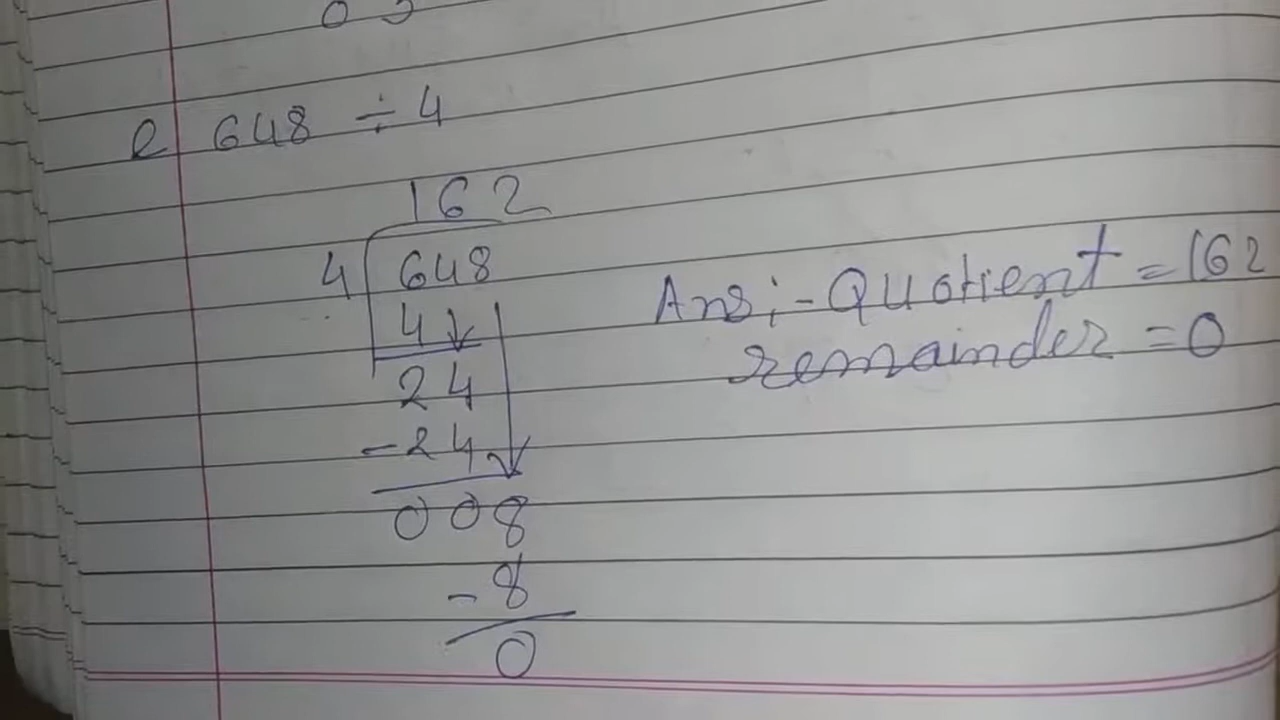 e 648 ÷ 4
162
4 648
4
24
-24
008
-8
0
Ans;- Quotient = 162
remainder = 0